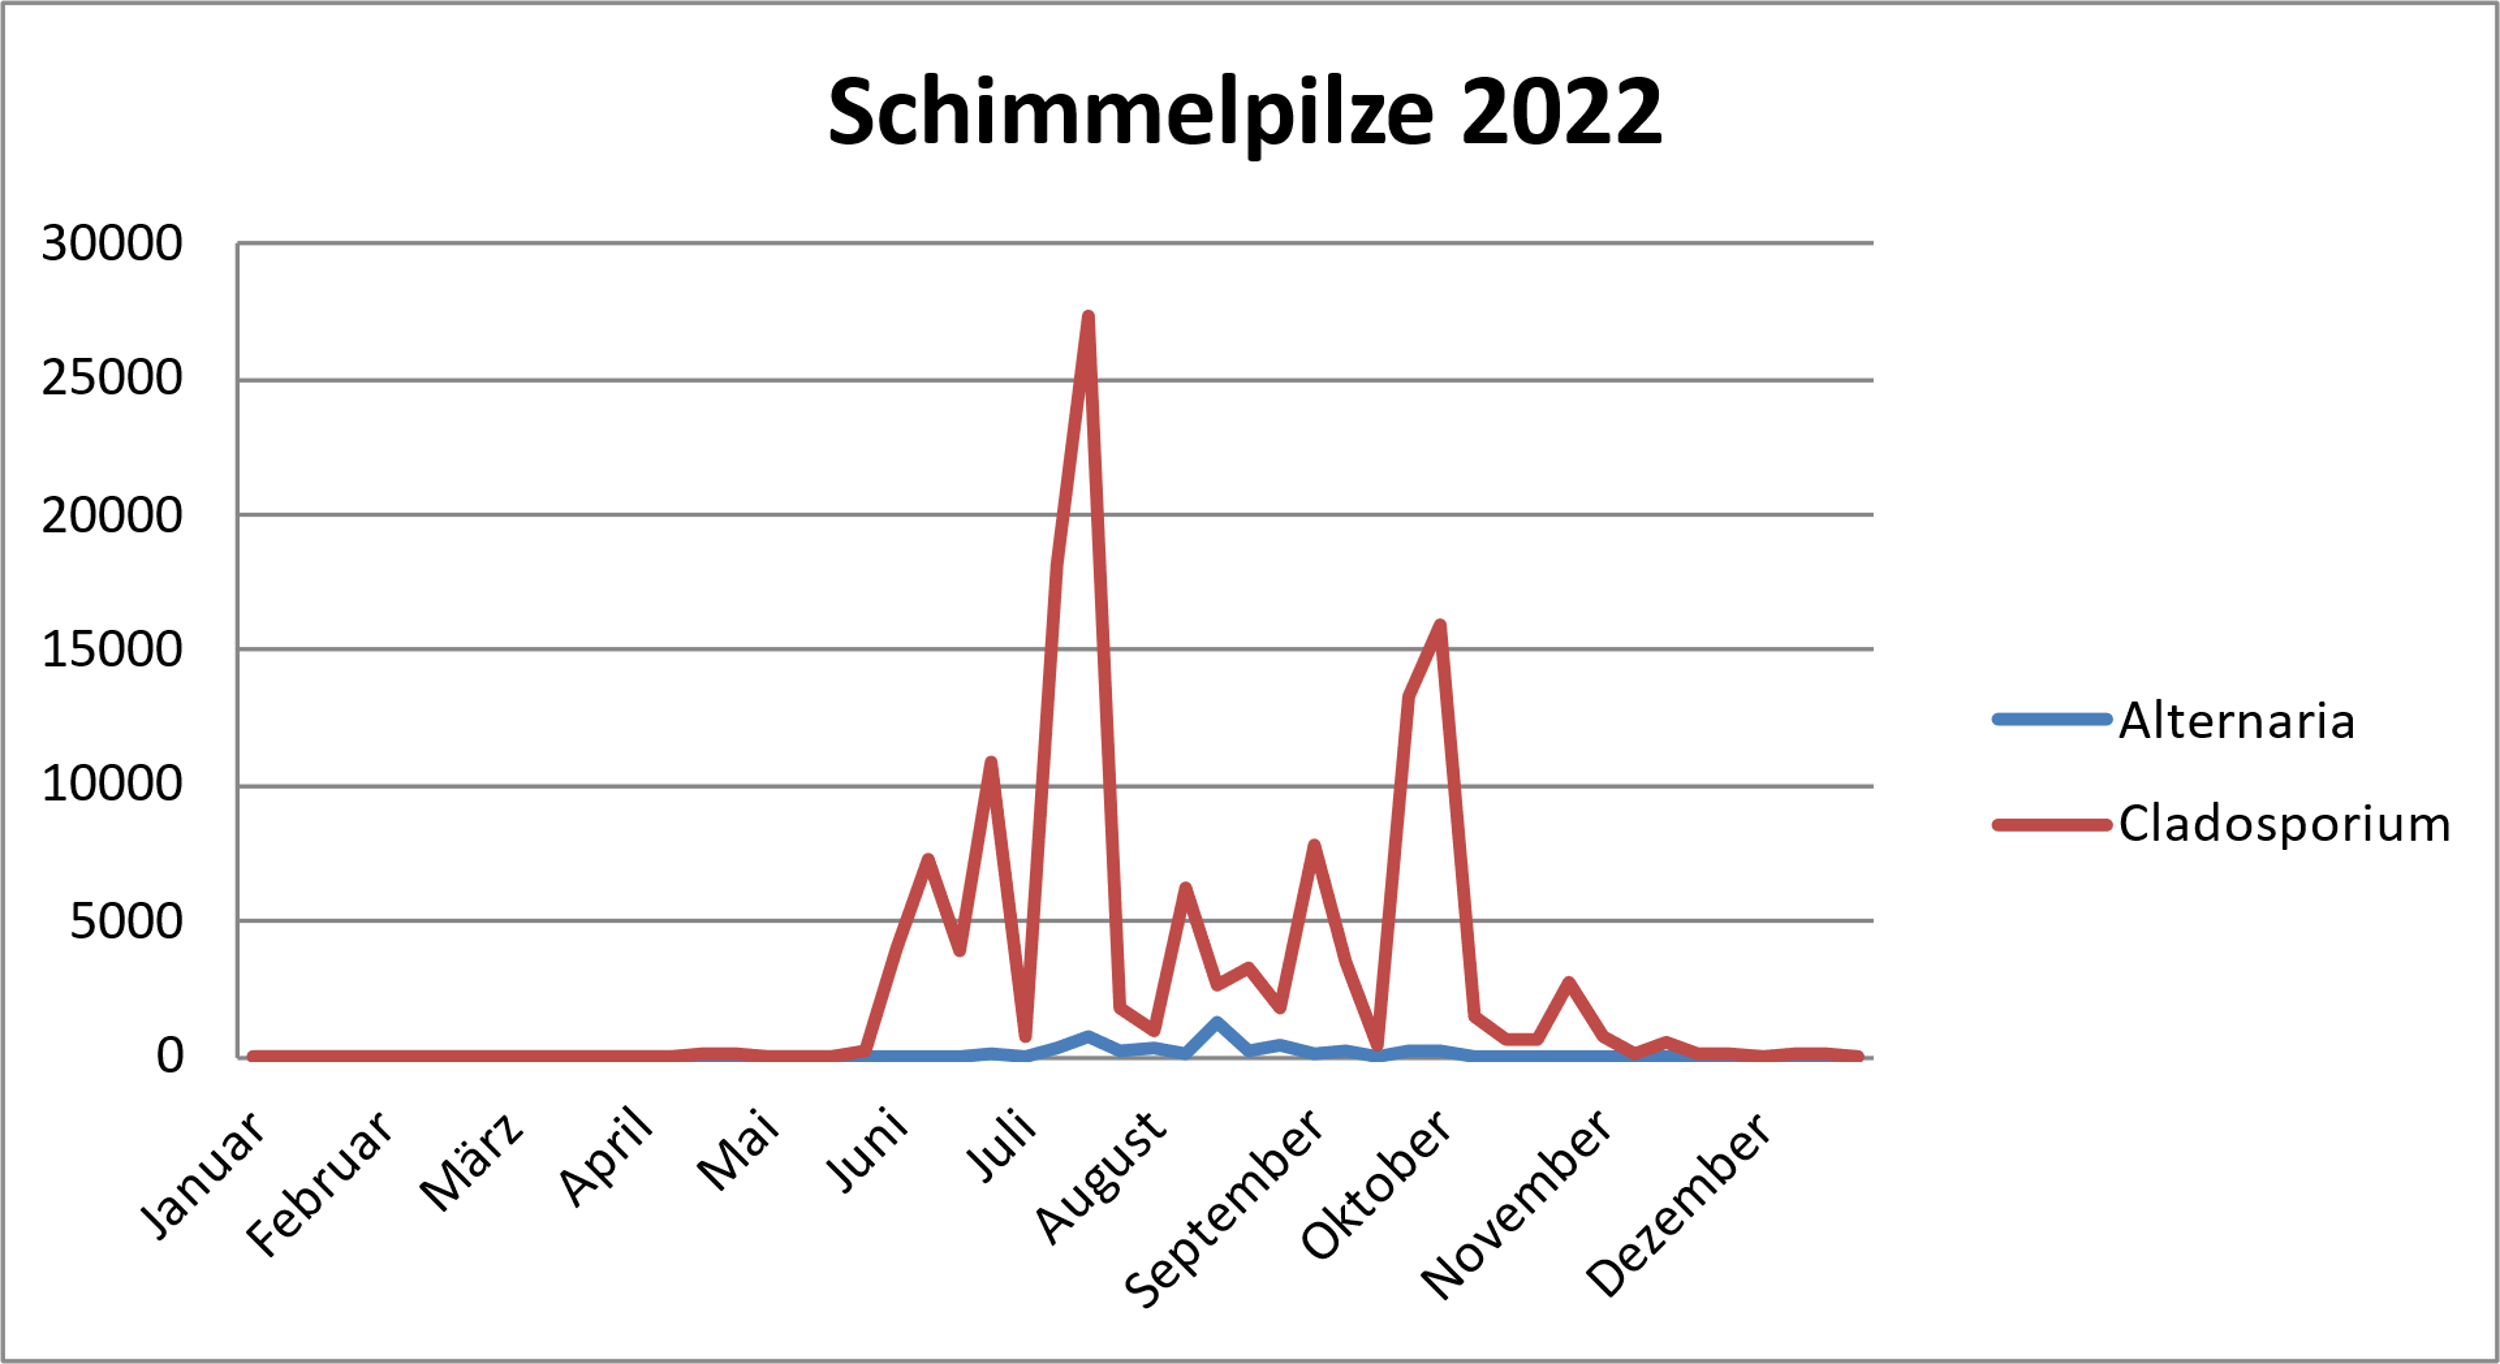 Schimmelpilze 2022
30000
25000
20000
15000
10000
5000
0
Januar
Februar
März
April
Mai
Juni
Juli
August
September
Oktober
November
Dezember
Alternaria
Cladosporium